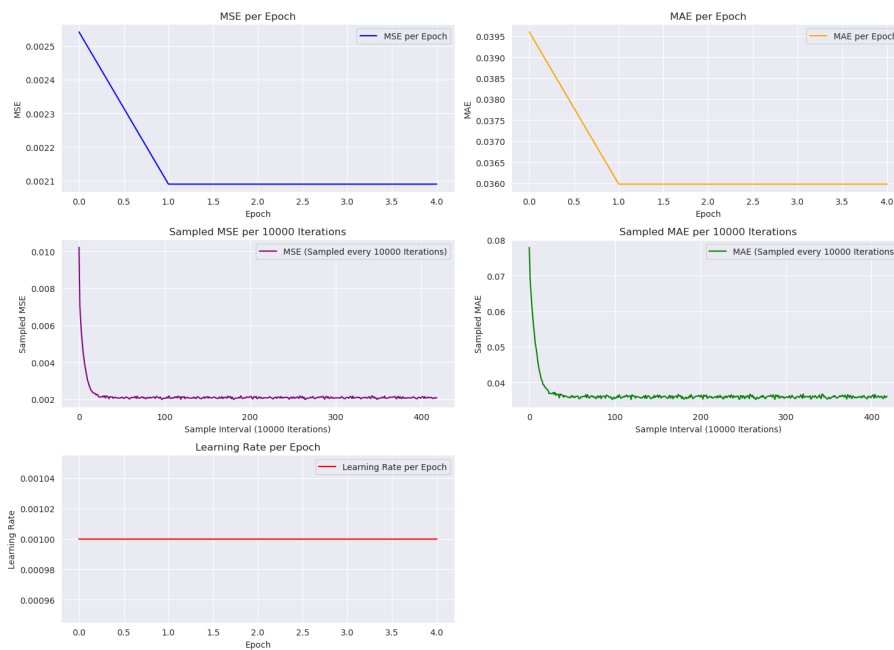 MSE per Epoch
MSE per Epoch
0.0025
0.0024
0.0023
0.0022
0.0021
MSE
0.0 0.5 1.0 1.5 2.0 2.5 3.0 3.5 4.0
Epoch
MAE per Epoch
MAE per Epoch
0.0395
0.0390
0.0385
0.0380
0.0375
0.0370
0.0365
0.0360
MAE
0.0 0.5 1.0 1.5 2.0 2.5 3.0 3.5 4.0
Epoch
Sampled MSE per 10000 Iterations
MSE (Sampled every 10000 Iterations)
0.010
0.008
0.006
0.004
0.002
Sampled MSE
0 100 200 300 400
Sample Interval (10000 Iterations)
Sampled MAE per 10000 Iterations
MAE (Sampled every 10000 Iterations
0.08
0.07
0.06
0.05
0.04
Sampled MAE
0 100 200 300 400
Sample Interval (10000 Iterations)
Learning Rate per Epoch
Learning Rate per Epoch
0.00104
0.00102
0.00100
0.00098
0.00096
Learning Rate
0.0 0.5 1.0 1.5 2.0 2.5 3.0 3.5 4.0
Epoch